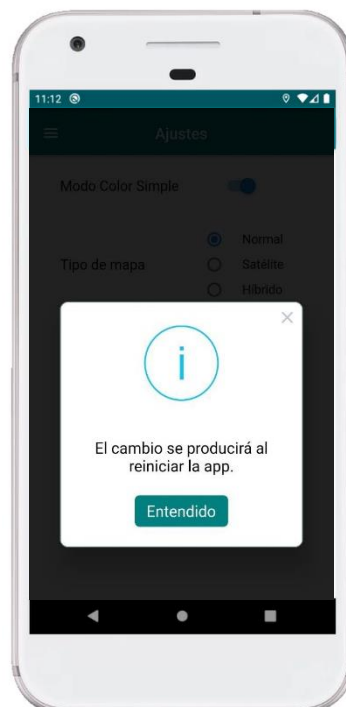 11:12
Ajustes
Modo Color Simple
Normal
Tipo de mapa
Satélite
Híbrido
i
El cambio se producirá al
reiniciar la app.
Entendido